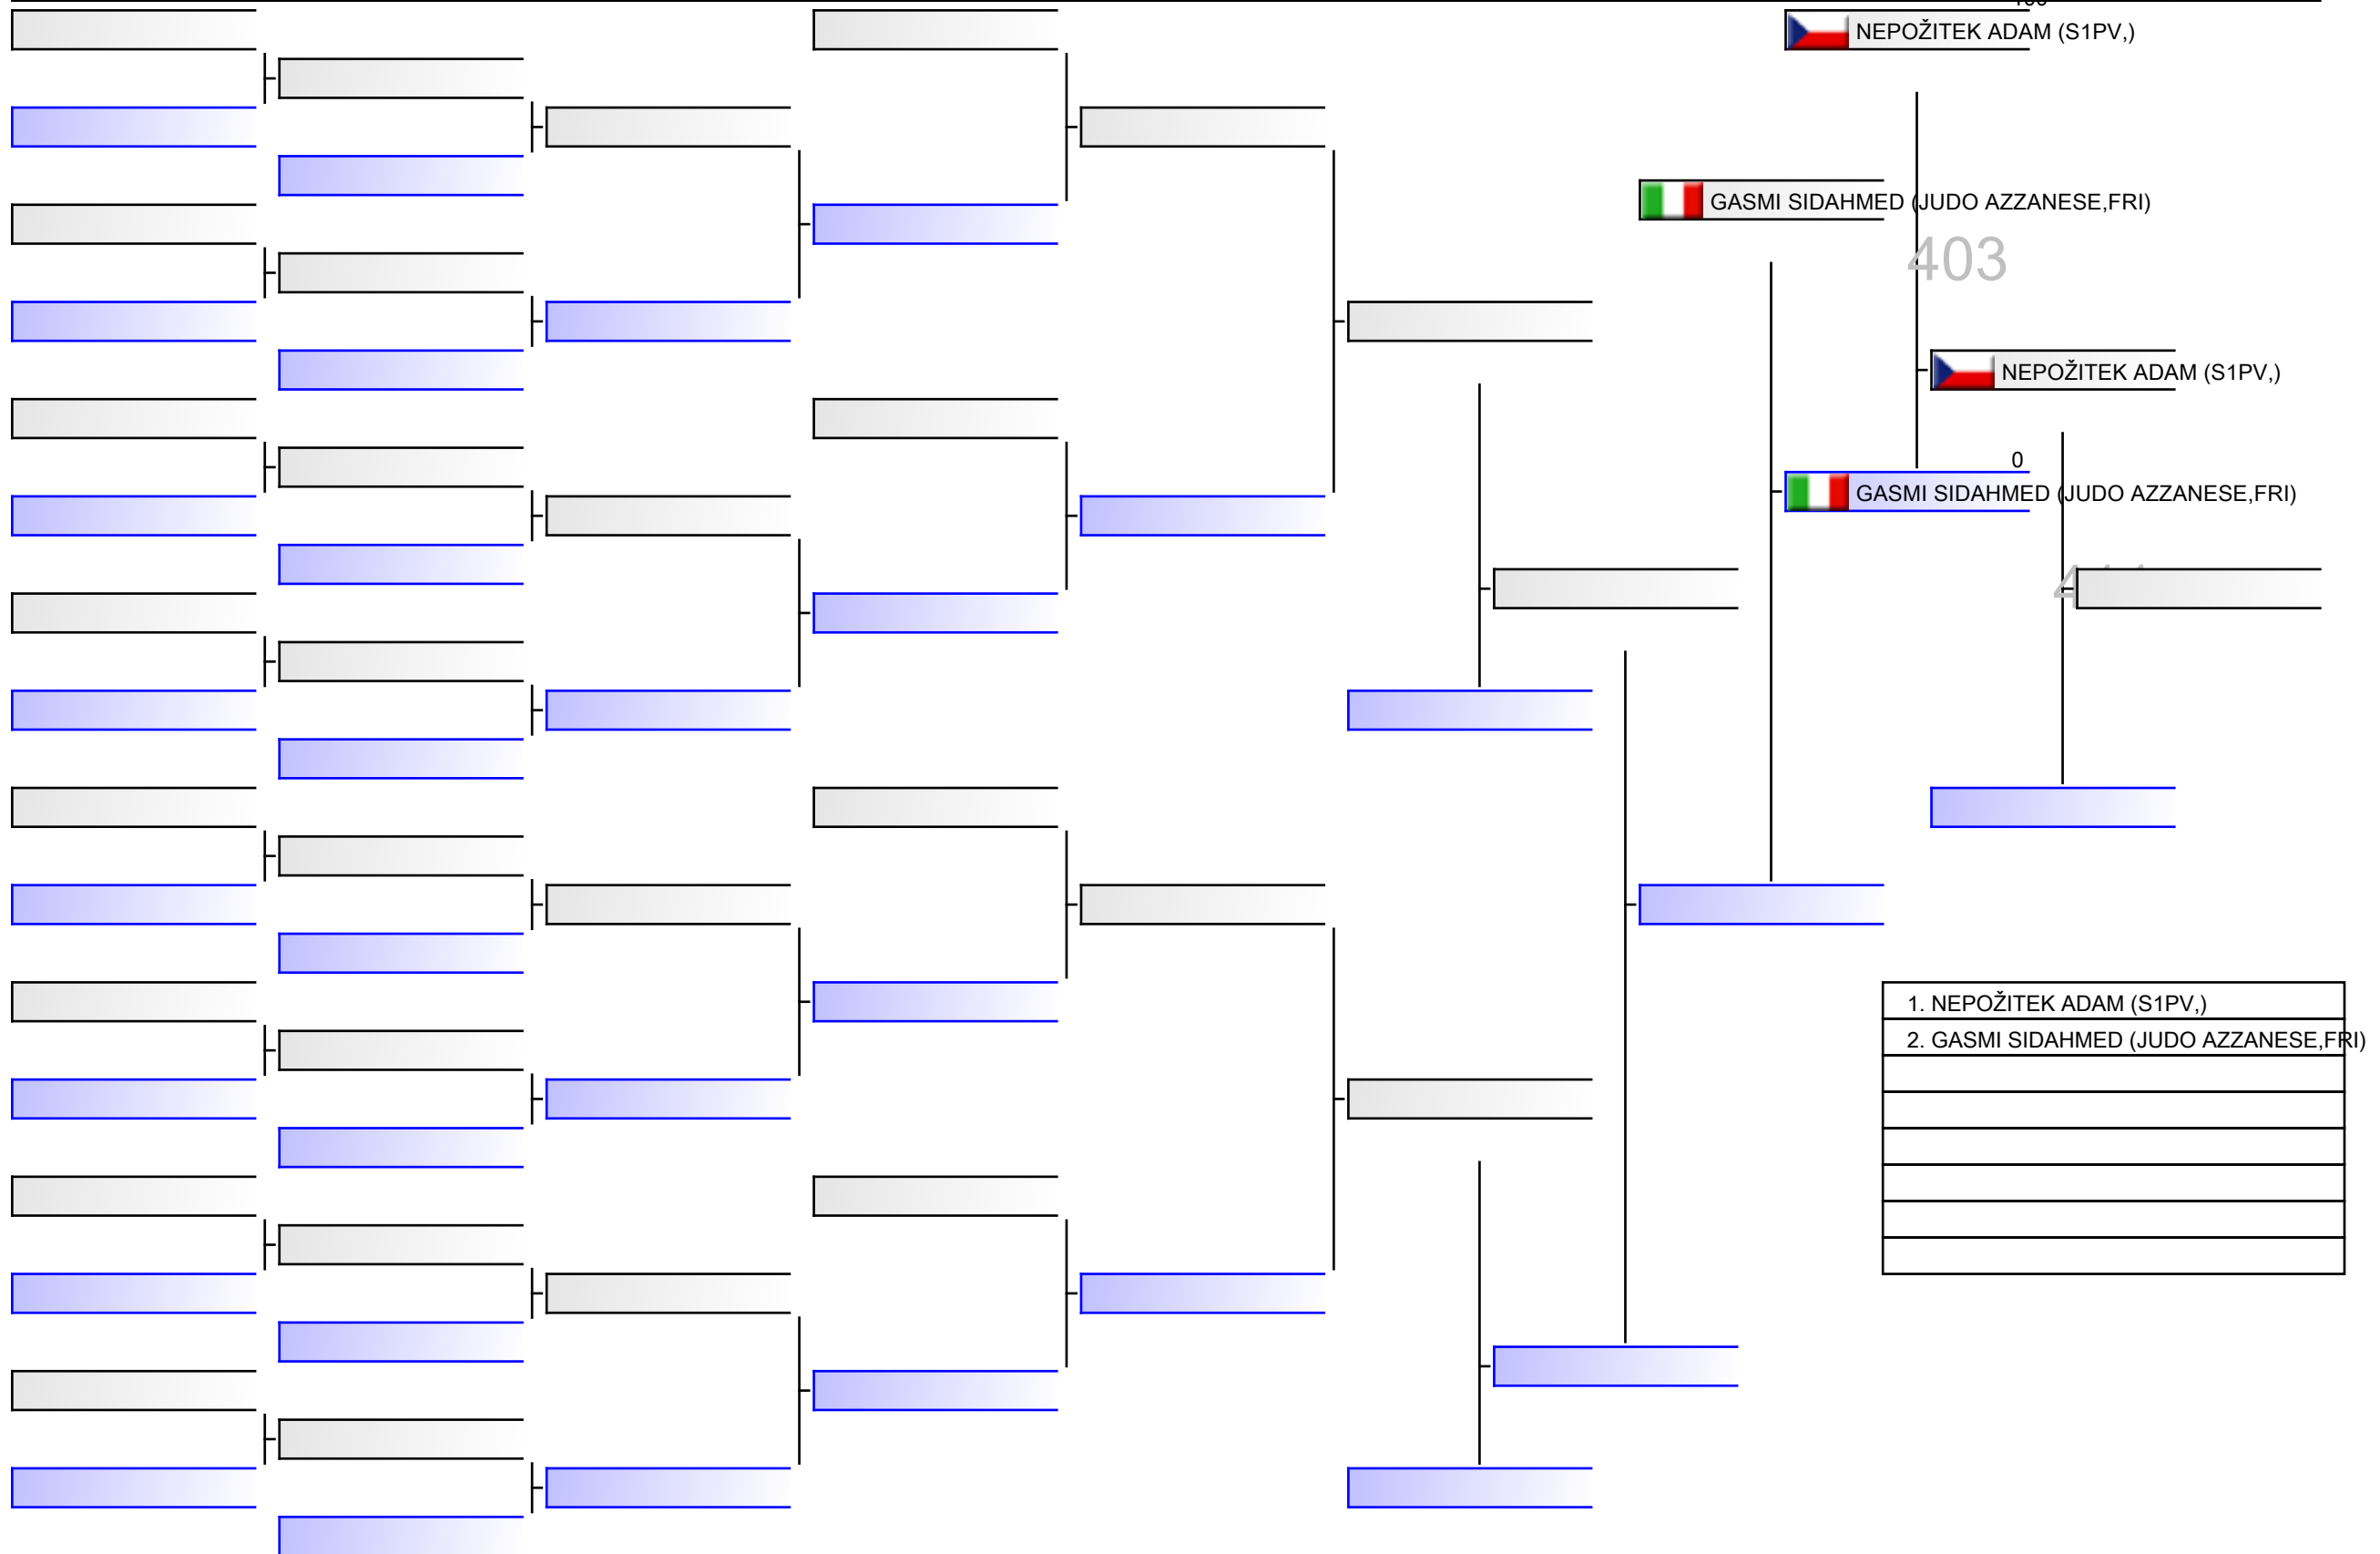 NEPOŽITEK ADAM (S1PV,)
GASMI SIDAHMED (JUDO AZZANESE,FRI)
403
NEPOŽITEK ADAM (S1PV,)
0
GASMI SIDAHMED (JUDO AZZANESE,FRI)
1. NEPOŽITEK ADAM (S1PV,)
2. GASMI SIDAHMED (JUDO AZZANESE,FRI)